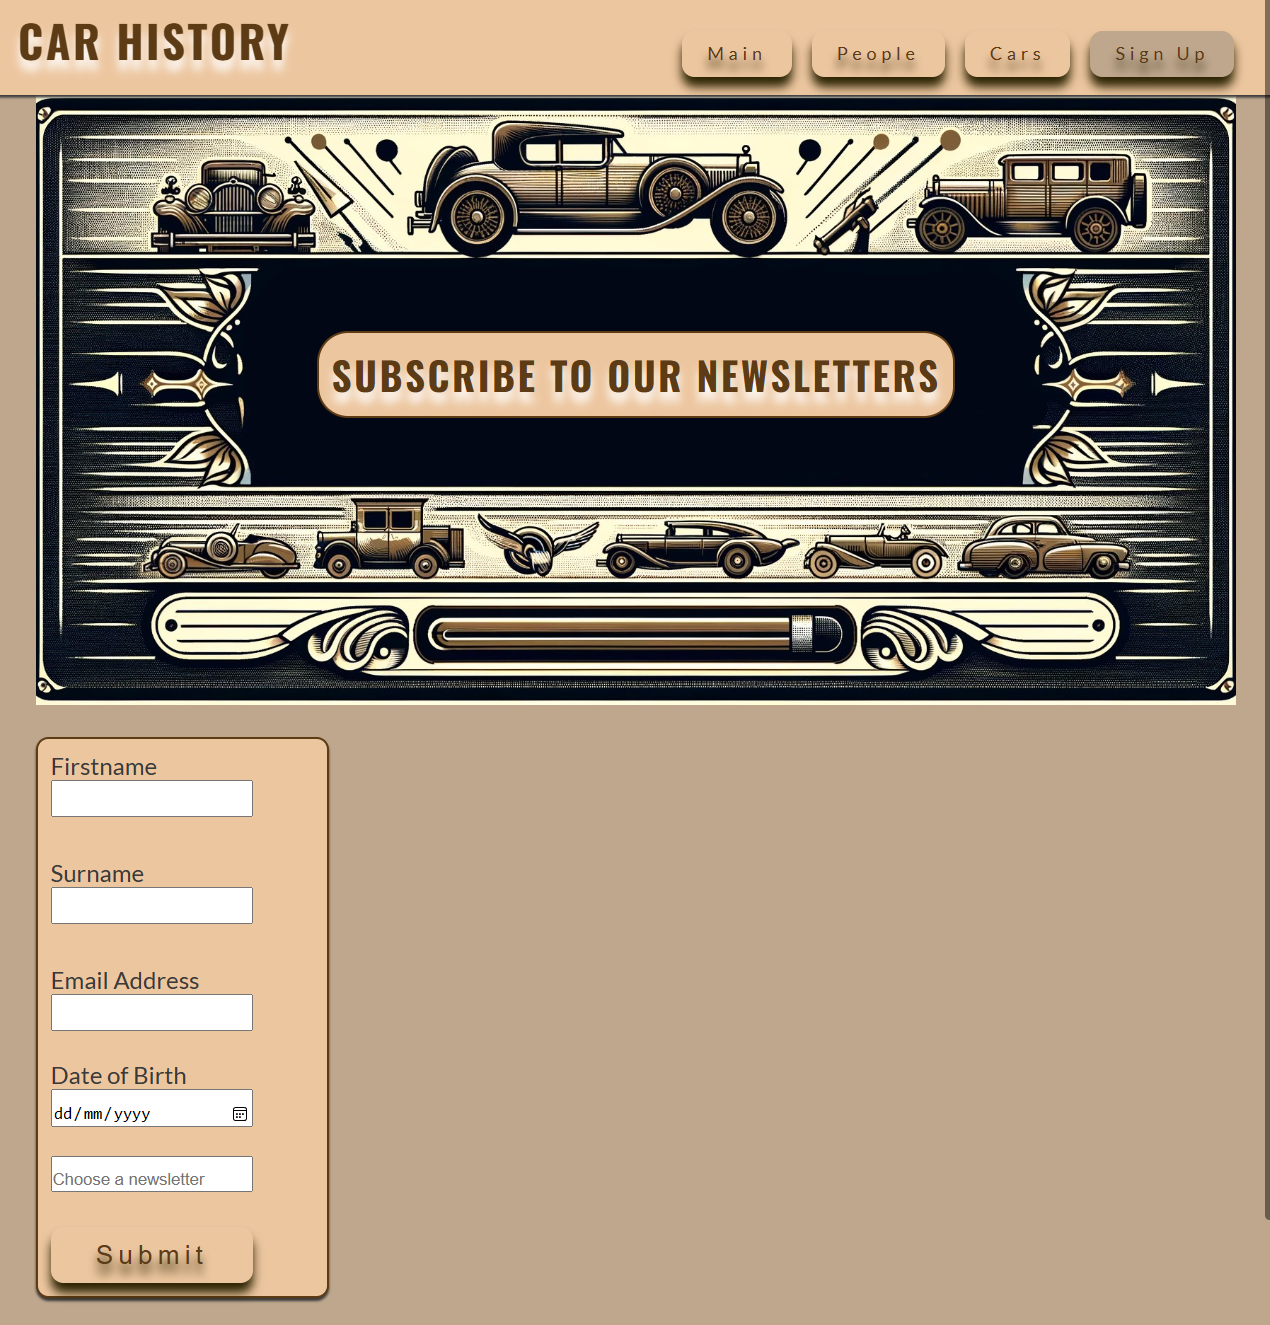 CAR HISTORY
Main People Cars Sign Up
SUBSCRIBE TO OUR NEWSLETTERS
Firstname
Surname
Email Address
Date of Birth
dd/mm/yyyy
Choose a newsletter
Submit